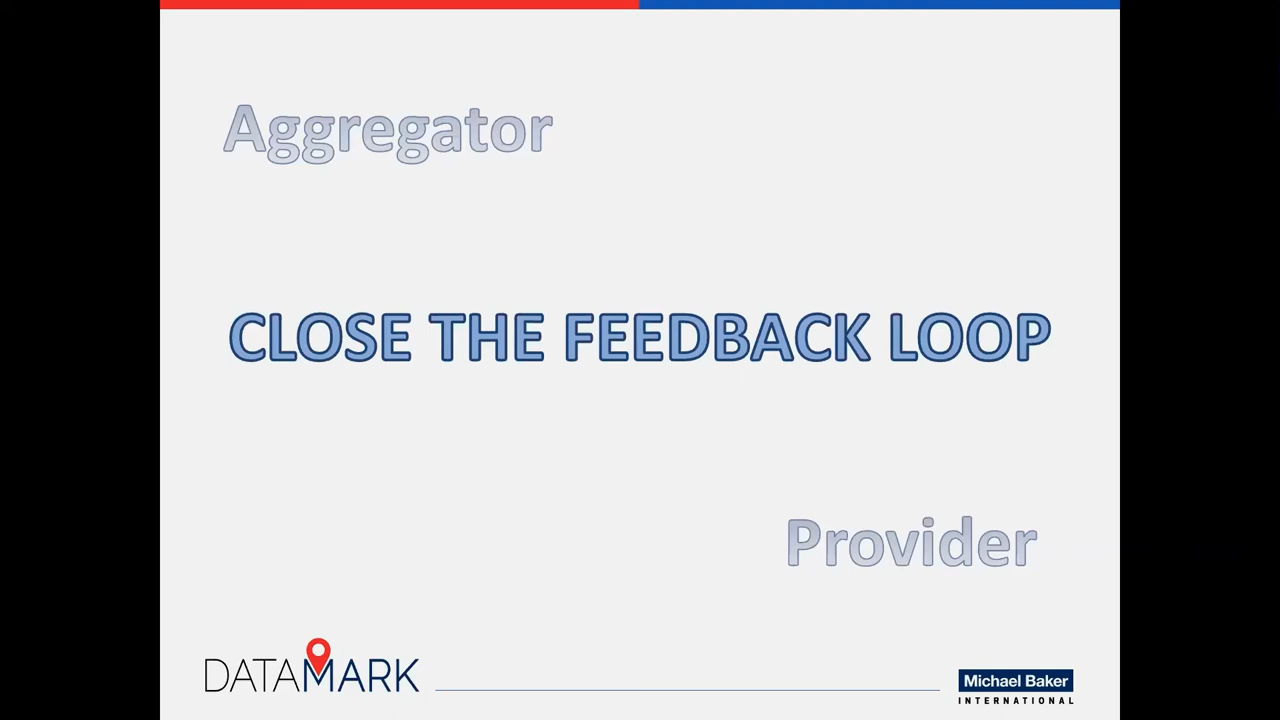 Aggregator
CLOSE THE FEEDBACK LOOP
Provider
DATAMARK
Michael Baker
INTERNATIONAL